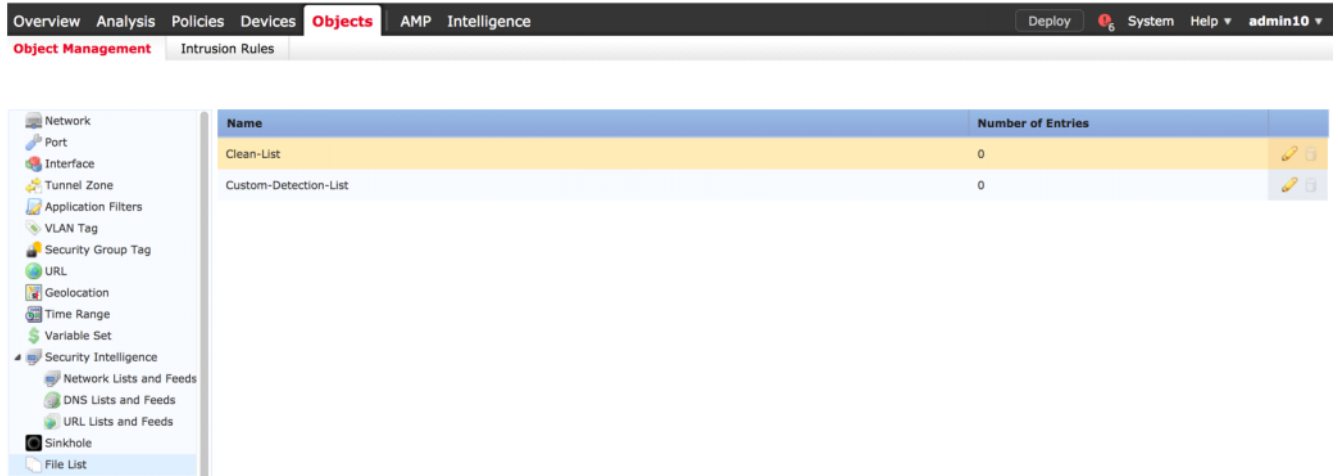 Overview Analysis Policies Devices Objects AMP Intelligence Deploy 6 System Help admin10
Object Management Intrusion Rules
Network
Name Number of Entries
Port
Clean-List 0
Interface
Tunnel Zone
Custom-Detection-List 0
Application Filters
VLAN Tag
Security Group Tag
URL
Geolocation
Time Range
Variable Set
Security Intelligence
Network Lists and Feeds
DNS Lists and Feeds
URL Lists and Feeds
Sinkhole
File List